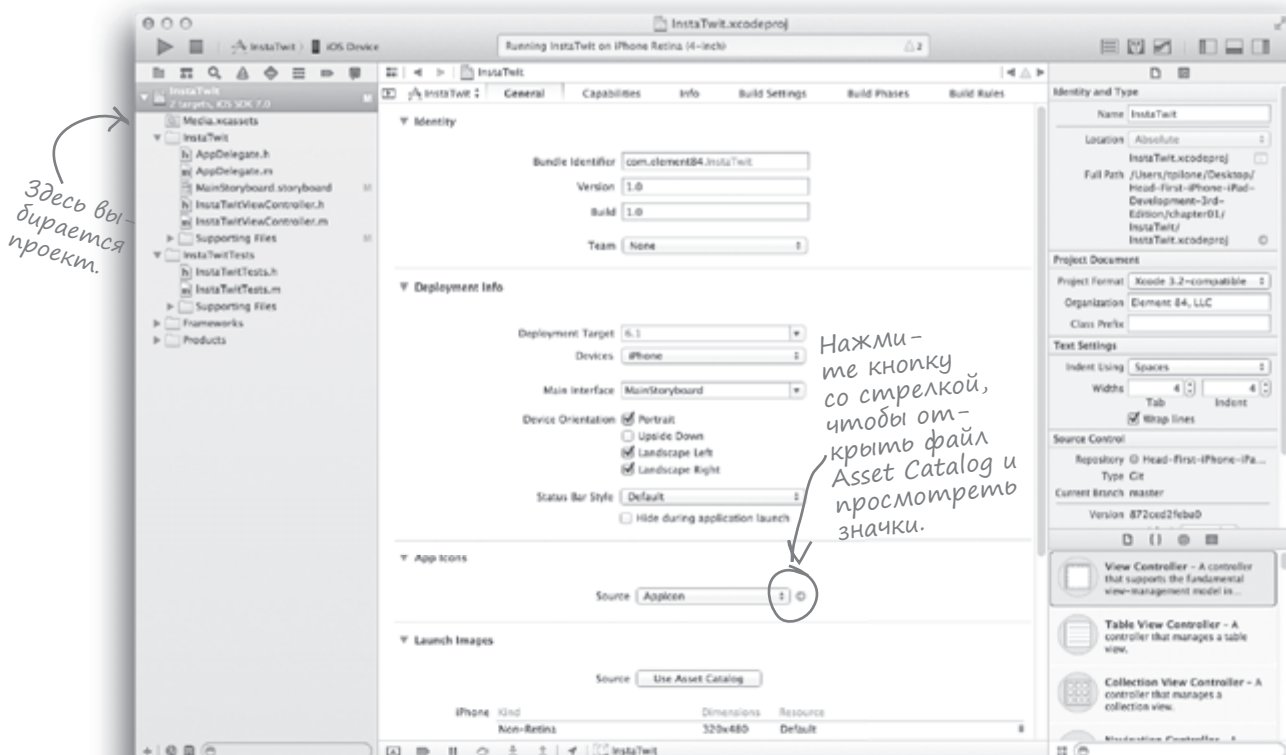 InstaTwit.xcodeproj
InstaTwit
iOS Device
Running InstaTwit on iPhone Retina (4-inch)
2
InstaTwit
2 targets, iOS SDK 7.0
M
Media.xcassets
InstaTwit
AppDelegate.h
AppDelegate.m
MainStoryboard.storyboard
M
InstaTwitViewController.h
InstaTwitViewController.m
Supporting Files
M
InstaTwitTests
InstaTwitTests.h
InstaTwitTests.m
Supporting Files
Frameworks
Products
Здесь вы-
бирается
проект.
InstaTwit
InstaTwit
General
Capabilities
Info
Build Settings
Build Phases
Build Rules
Identity
Bundle Identifier com.element84.InstaTwit
Version 1.0
Build 1.0
Team None
Deployment Info
Deployment Target 6.1
Devices iPhone
Main Interface MainStoryboard
Device Orientation Portrait
Upside Down
Landscape Left
Landscape Right
Status Bar Style Default
Hide during application launch
App Icons
Source AppIcon
Launch Images
Source Use Asset Catalog
iPhone Kind Dimensions Resource
Non-Retina 320x480 Default
InstaTwit
Нажми-
те кнопку
со стрелкой,
чтобы от-
крыть файл
Asset Catalog и
просмотреть
значки.
Identity and Type
Name InstaTwit
Location Absolute
InstaTwit.xcodeproj
Full Path /Users/tpilone/Desktop/
Head-First-iPhone-iPad-
Development-3rd-
Edition/chapter01/
InstaTwit/
InstaTwit.xcodeproj
Project Document
Project Format Xcode 3.2-compatible
Organization Element 84, LLC
Class Prefix
Text Settings
Indent Using Spaces
Widths 4 4
Tab Indent
Wrap lines
Source Control
Repository Head-First-iPhone-iPa...
Type Git
Current Branch master
Version 872ced2feba0
View Controller - A controller
that supports the fundamental
view-management model in...
Table View Controller - A
controller that manages a table
view.
Collection View Controller - A
controller that manages a
collection view.